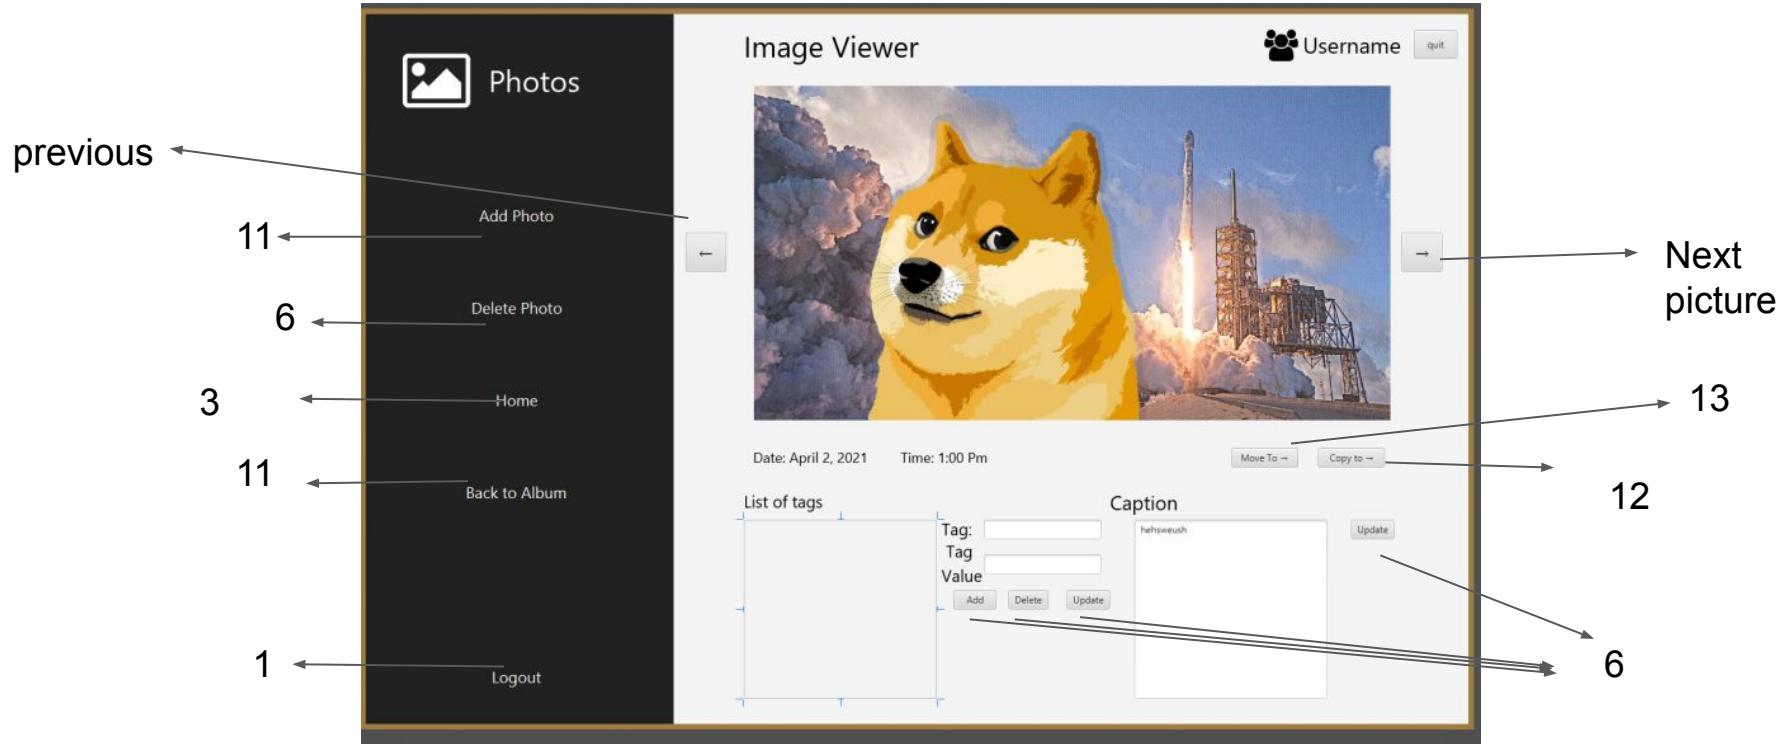 Image Viewer
Username
quit
Photos
previous
Add Photo
11
←
→
Next
picture
Delete Photo
6
Home
3
13
Date: April 2, 2021
Time: 1:00 Pm
Move To →
Copy to →
12
11
Back to Album
List of tags
Caption
Tag:
hehsweush
Update
Tag
Value
Add
Delete
Update
6
1
Logout